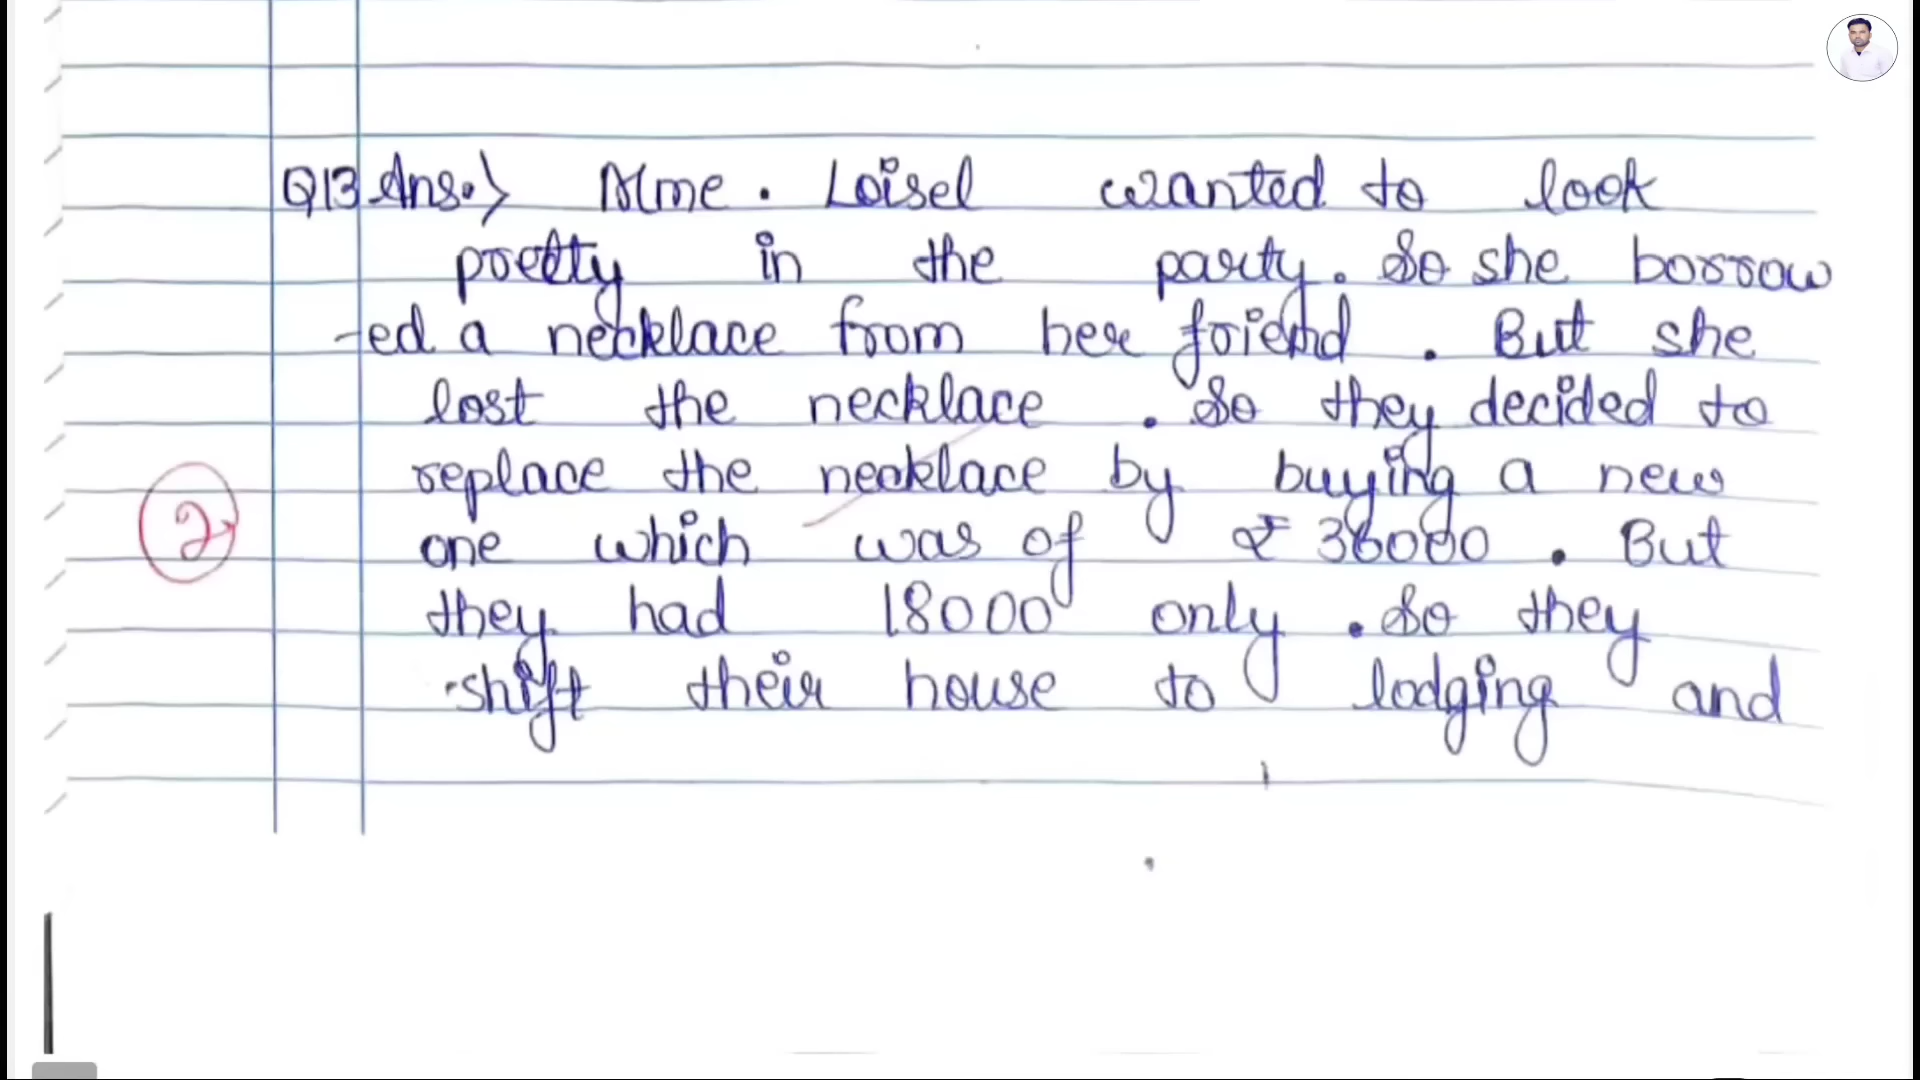 Q13 Ans.> Mme. Loisel wanted to look
pretty in the party. So she borrow
-ed a necklace from her friend. But she
lost the necklace. So they decided to
replace the necklace by buying a new
2
one which was of ₹ 36000. But
they had 18000 only. So they
shift their house to lodging and